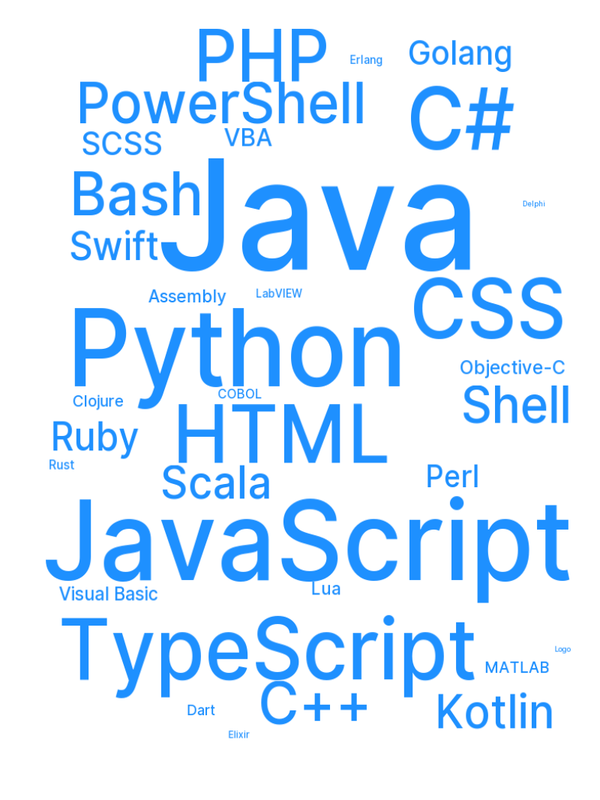 PHP
Erlang
Golang
PowerShell
C#
SCSS
VBA
Java
Bash
Delphi
Swift
CSS
Assembly
LabVIEW
Python
Objective-C
Clojure
COBOL
Shell
HTML
Ruby
Rust
Scala
Perl
JavaScript
Visual Basic
Lua
TypeScript
Logo
MATLAB
C++
Dart
Kotlin
Elixir